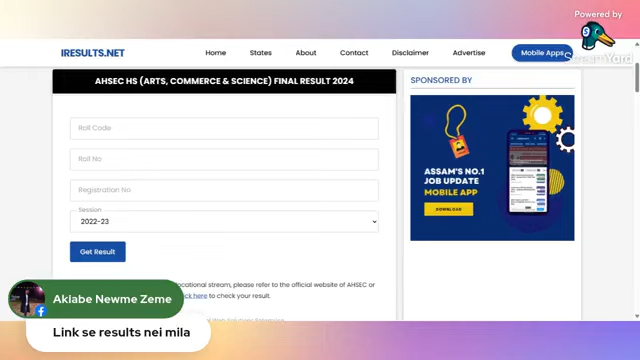 Powered by
StreamYard
IRESULTS.NET
Home
States
About
Contact
Disclaimer
Advertise
Mobile Apps
AHSEC HS (ARTS, COMMERCE & SCIENCE) FINAL RESULT 2024
Roll Code
Roll No
Registration No
Session
2022-23
Get Result
ocational stream, please refer to the official website of AHSEC or
ck here to check your result.
SPONSORED BY
ASSAM'S NO.1
JOB UPDATE
MOBILE APP
DOWNLOAD
Akiabe Newme Zeme
Link se results nei mila